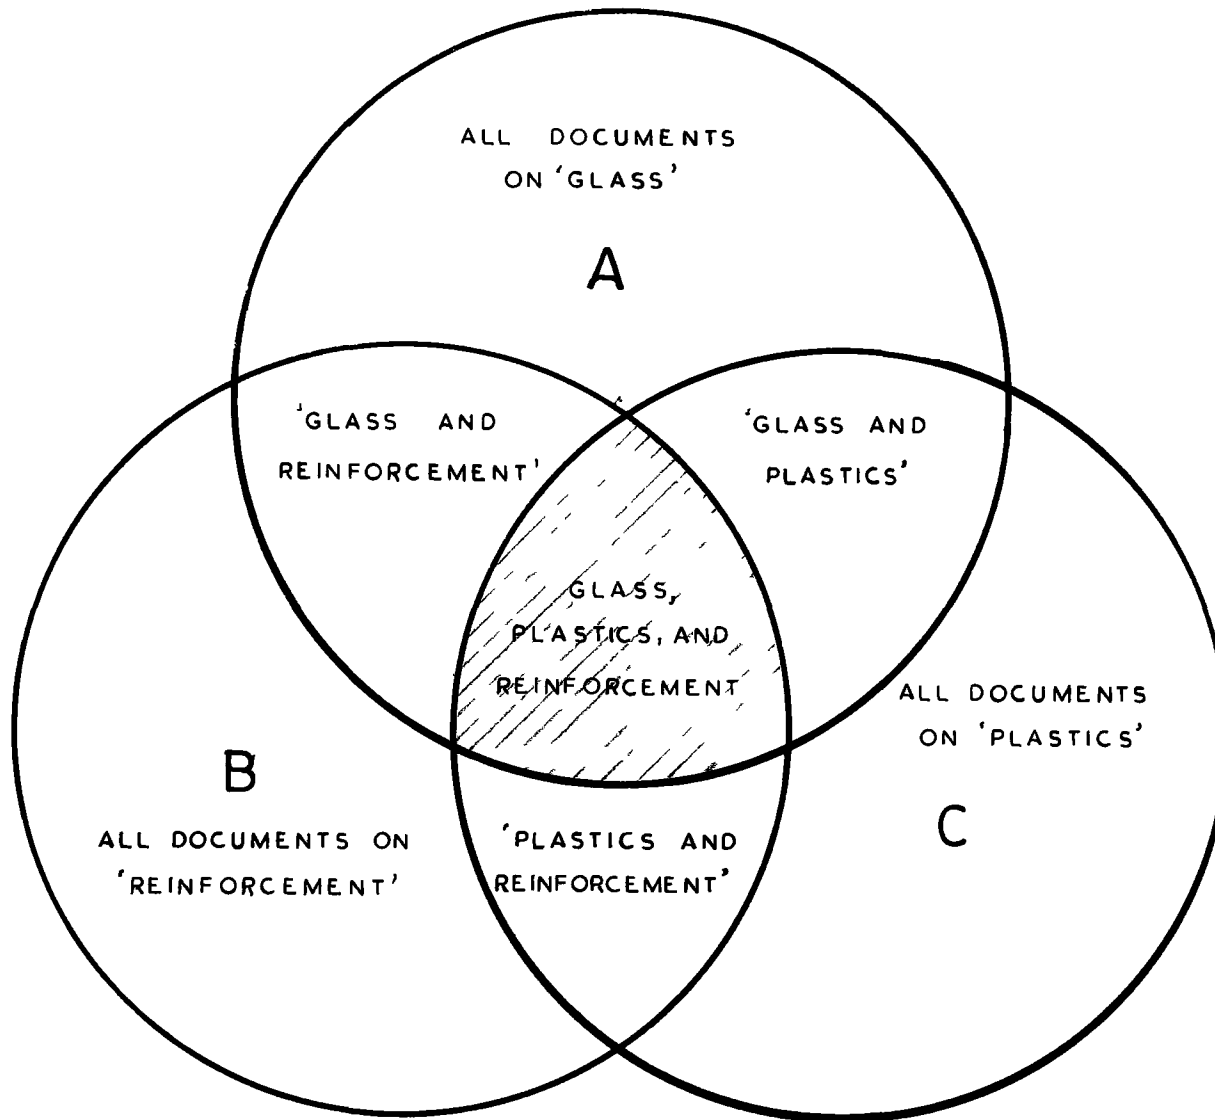 ALL DOCUMENTS
ON 'GLASS'
A
'GLASS AND
REINFORCEMENT'
'GLASS AND
PLASTICS'
GLASS,
PLASTICS, AND
REINFORCEMENT
ALL DOCUMENTS
ON 'PLASTICS'
C
B
ALL DOCUMENTS ON
'REINFORCEMENT'
'PLASTICS AND
REINFORCEMENT'